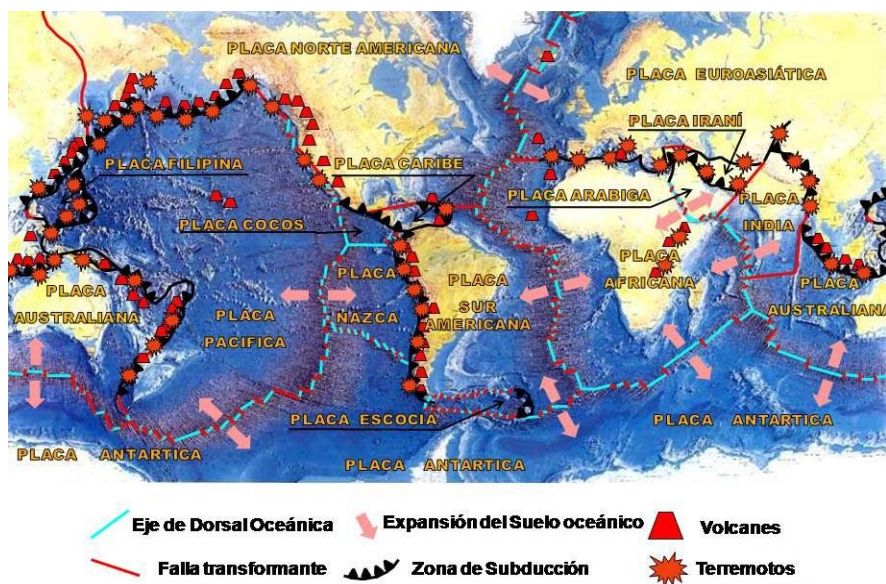 PLACA NORTE AMERICANA
PLACA EUROASIÁTICA
PLACA IRANÍ
PLACA FILIPINA
PLACA CARIBE
PLACA ARABIGA
PLACA
INDIA
PLACA COCOS
PLACA
AFRICANA
PLACA
AUSTRALIANA
PLACA
PACIFICA
PLACA
NAZCA
PLACA
SUR
AMERICANA
PLACA
AUSTRALIANA
PLACA ESCOCIA
PLACA ANTARTICA
PLACA ANTARTICA
PLACA ANTARTICA
Eje de Dorsal Oceánica
Expansión del Suelo oceánico
Volcanes
Falla transformante
Zona de Subducción
Terremotos